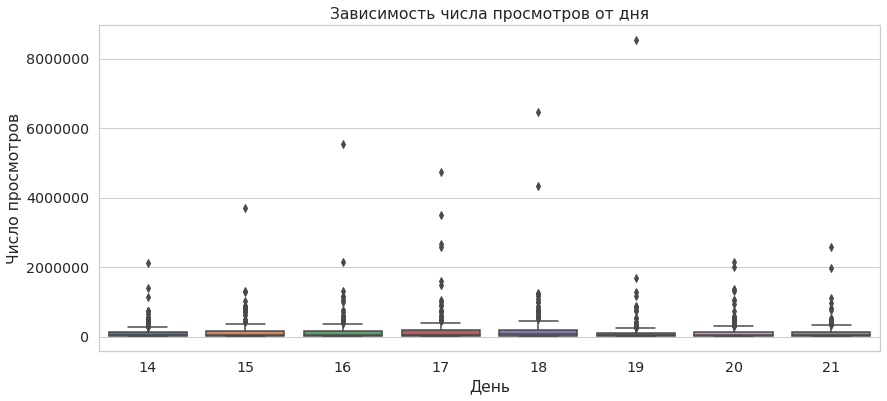 Зависимость числа просмотров от дня
Число просмотров
8000000
6000000
4000000
2000000
0
14 15 16 17 18 19 20 21
День